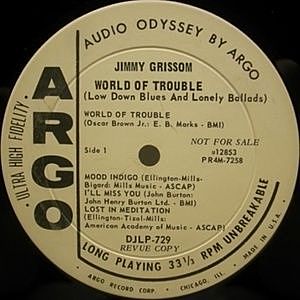 AUDIO ODYSSEY BY ARGO
ULTRA HIGH FIDELITY
ARGO
JIMMY GRISSOM
WORLD OF TROUBLE
(Low Down Blues And Lonely Ballads)
WORLD OF TROUBLE
(Oscar Brown Jr.: E. B. Marks - BMI)
NOT FOR SALE
Side 1
u12853
PR4M-7258
MOOD INDIGO (Ellington-Mills-
Bigard: Mills Music - ASCAP)
I'LL MISS YOU (John Burton:
John Henry Burton Ltd. - BMI)
LOST IN MEDITATION
(Ellington-Tizol-Mills:
American Academy of Music - ASCAP)
DJLP-729
REVUE COPY
LONG PLAYING 33⅓ RPM UNBREAKABLE
ARGO RECORD CORP., CHICAGO, ILL. MADE IN U.S.A.